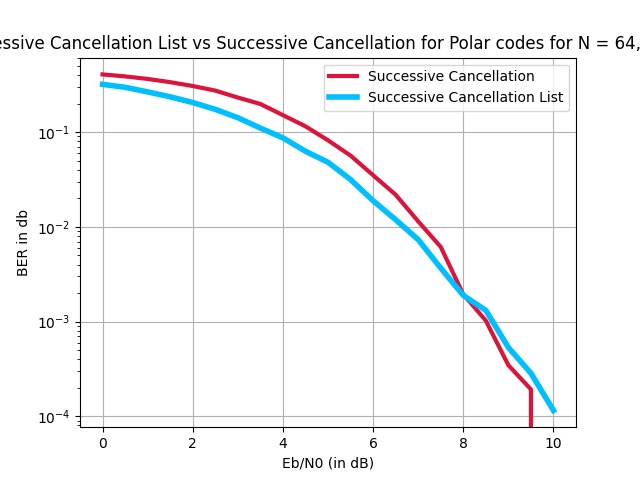 essive Cancellation List vs Successive Cancellation for Polar codes for N = 64,
Successive Cancellation
Successive Cancellation List
BER in db
10⁻¹
10⁻²
10⁻³
10⁻⁴
0 2 4 6 8 10
Eb/N0 (in dB)